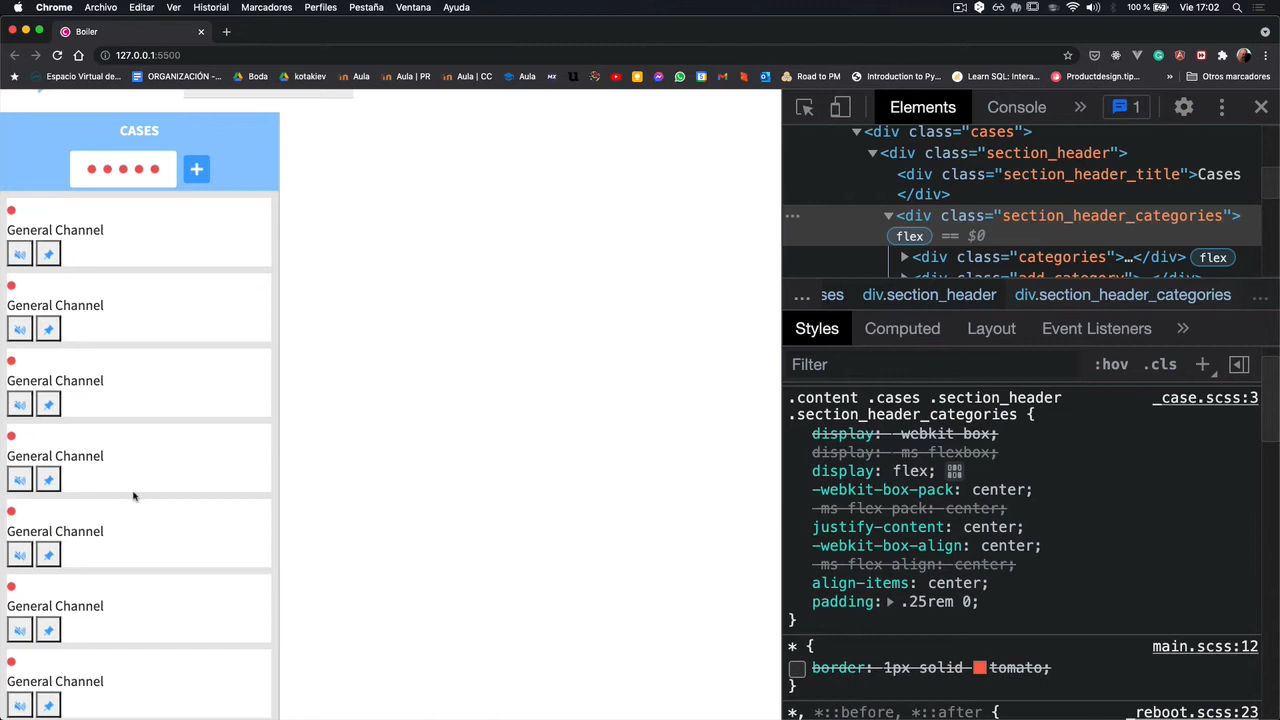 Chrome Archivo Editar Ver Historial Marcadores Perfiles Pestaña Ventana Ayuda 100 % Vie 17:02
Boiler
127.0.0.1:5500
Espacio Virtual de... ORGANIZACIÓN -... Boda kotakiev Aula Aula | PR Aula | CC Aula Road to PM Introduction to Py... Learn SQL: Intera... Productdesign.tip... » Otros marcadores
CASES
General Channel
General Channel
General Channel
General Channel
General Channel
General Channel
General Channel
Elements Console » 1
<div class="cases">
<div class="section_header">
<div class="section_header_title">Cases
</div>
<div class="section_header_categories">
flex == $0
<div class="categories">…</div> flex
<div class="add_category">…</div>
... ses div.section_header div.section_header_categories ...
Styles Computed Layout Event Listeners »
Filter :hov .cls
.content .cases .section_header _case.scss:3
.section_header_categories {
display: -webkit-box;
display: -ms-flexbox;
display: flex;
-webkit-box-pack: center;
-ms-flex-pack: center;
justify-content: center;
-webkit-box-align: center;
-ms-flex-align: center;
align-items: center;
padding: .25rem 0;
}
* { main.scss:12
border: 1px solid tomato;
}
*, *::before, *::after { _reboot.scss:23